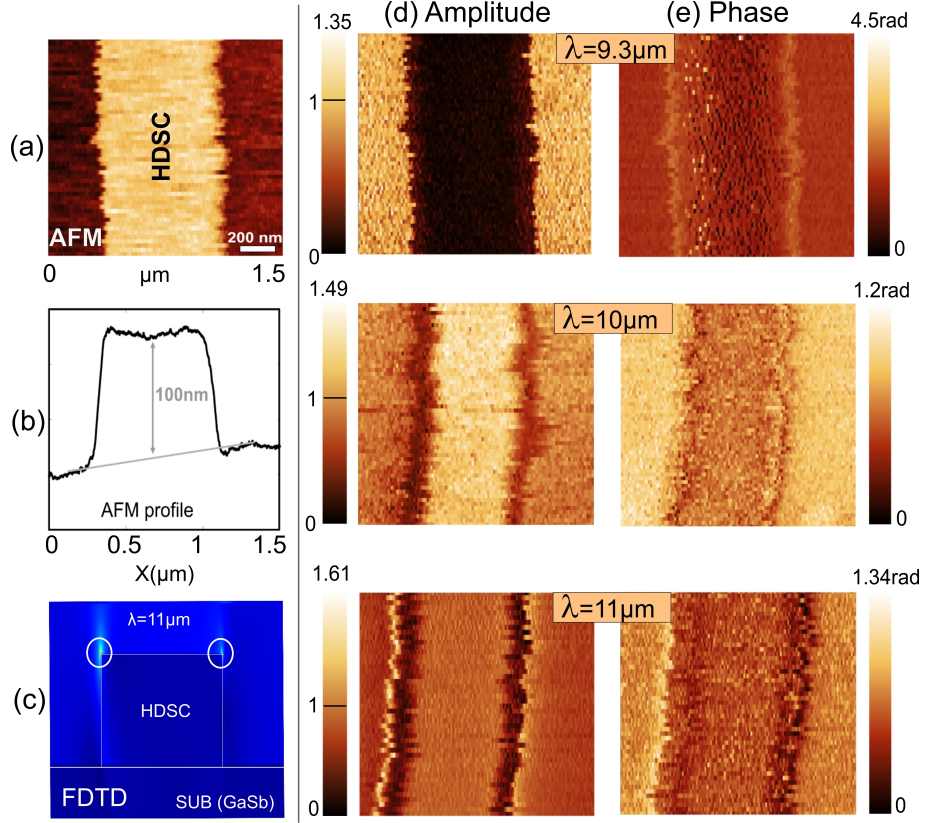 (d) Amplitude
(e) Phase
1.35
4.5rad
λ=9.3µm
1
HDSC
(a)
AFM
200 nm
0
0
0
µm
1.5
1.49
1.2rad
λ=10µm
100nm
1
(b)
AFM profile
0
0
0
0.5
1
1.5
X(µm)
1.61
1.34rad
λ=11µm
λ=11µm
(c)
HDSC
1
FDTD
SUB (GaSb)
0
0